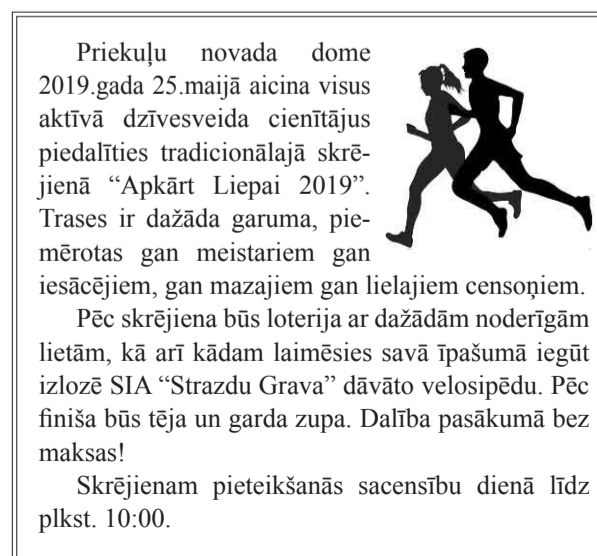 Priekuļu novada dome
2019.gada 25.maijā aicina visus
aktīvā dzīvesveida cienītājus
piedalīties tradicionālajā skrē-
jienā “Apkārt Liepai 2019”.
Trases ir dažāda garuma, pie-
mērotas gan meistariem gan
iesācējiem, gan mazajiem gan lielajiem censoņiem.
Pēc skrējiena būs loterija ar dažādām noderīgām
lietām, kā arī kādam laimēsies savā īpašumā iegūt
izlozē SIA “Strazdu Grava” dāvāto velosipēdu. Pēc
finiša būs tēja un garda zupa. Dalība pasākumā bez
maksas!
Skrējienam pieteikšanās sacensību dienā līdz
plkst. 10:00.